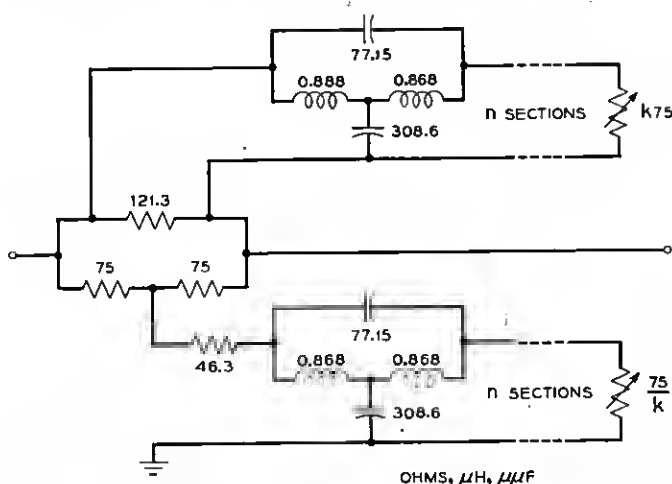 77.15
0.888 0.868
n SECTIONS k75
308.6
121.3
75 75
77.15
46.3 0.868 0.868
n SECTIONS 75/k
308.6
OHMS, μH, μμF